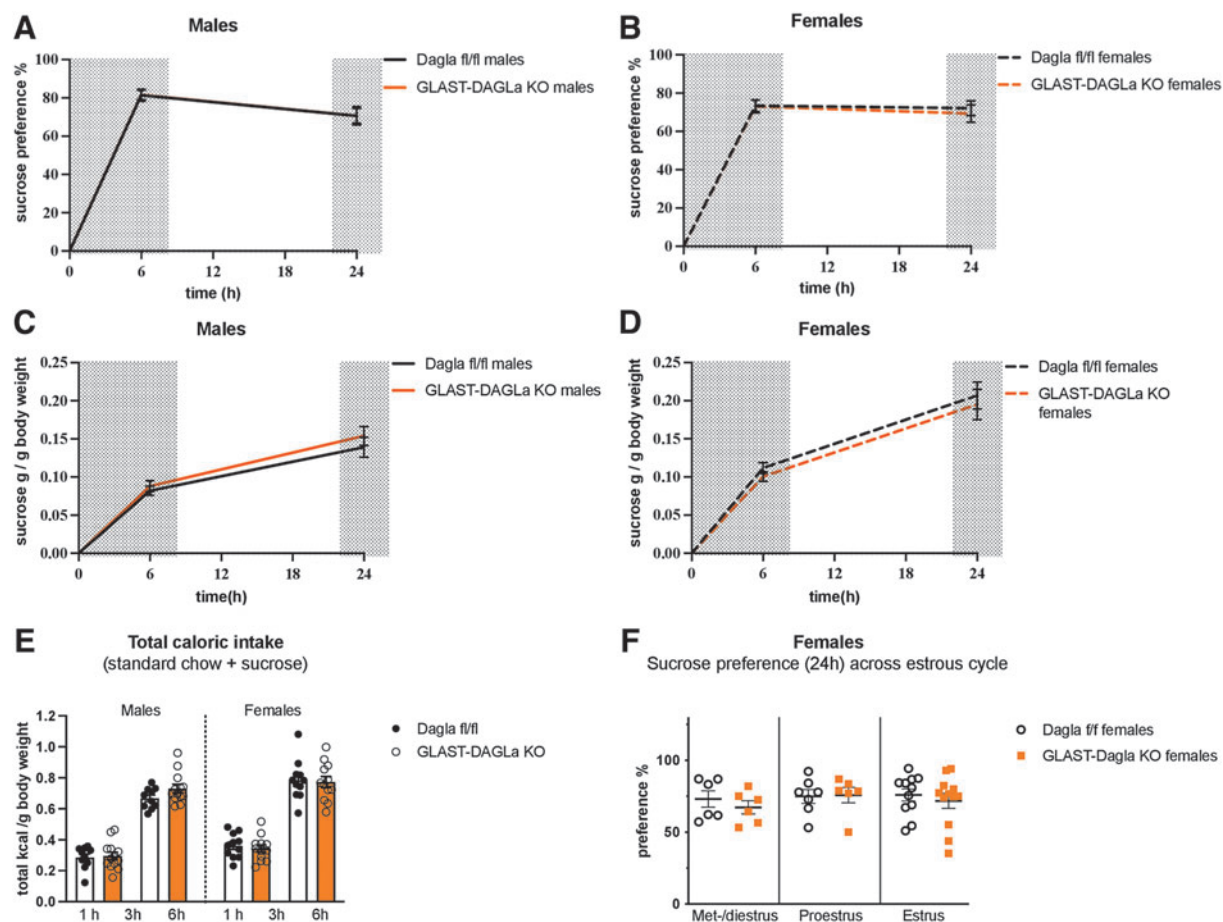 A
Males
100
80
60
40
20
0
sucrose preference %
0 6 12 18 24
time (h)
Dagla fl/fl males
GLAST-DAGLa KO males
B
Females
100
80
60
40
20
0
sucrose preference %
0 6 12 18 24
time (h)
Dagla fl/fl females
GLAST-DAGLa KO females
C
Males
0.25
0.20
0.15
0.10
0.05
0.00
sucrose g / g body weight
0 6 12 18 24
time(h)
Dagla fl/fl males
GLAST-DAGLa KO males
D
Females
0.25
0.20
0.15
0.10
0.05
0.00
sucrose g / g body weight
0 6 12 18 24
time(h)
Dagla fl/fl females
GLAST-DAGLa KO
females
E
Total caloric intake
(standard chow + sucrose)
Males Females
1.2
1.0
0.8
0.6
0.4
0.2
0.0
total kcal /g body weight
1 h 3h 6h 1 h 3h 6h
Dagla fl/fl
GLAST-DAGLa KO
F
Females
Sucrose preference (24h) across estrous cycle
100
50
0
preference %
Met-/diestrus Proestrus Estrus
Dagla f/f females
GLAST-Dagla KO females